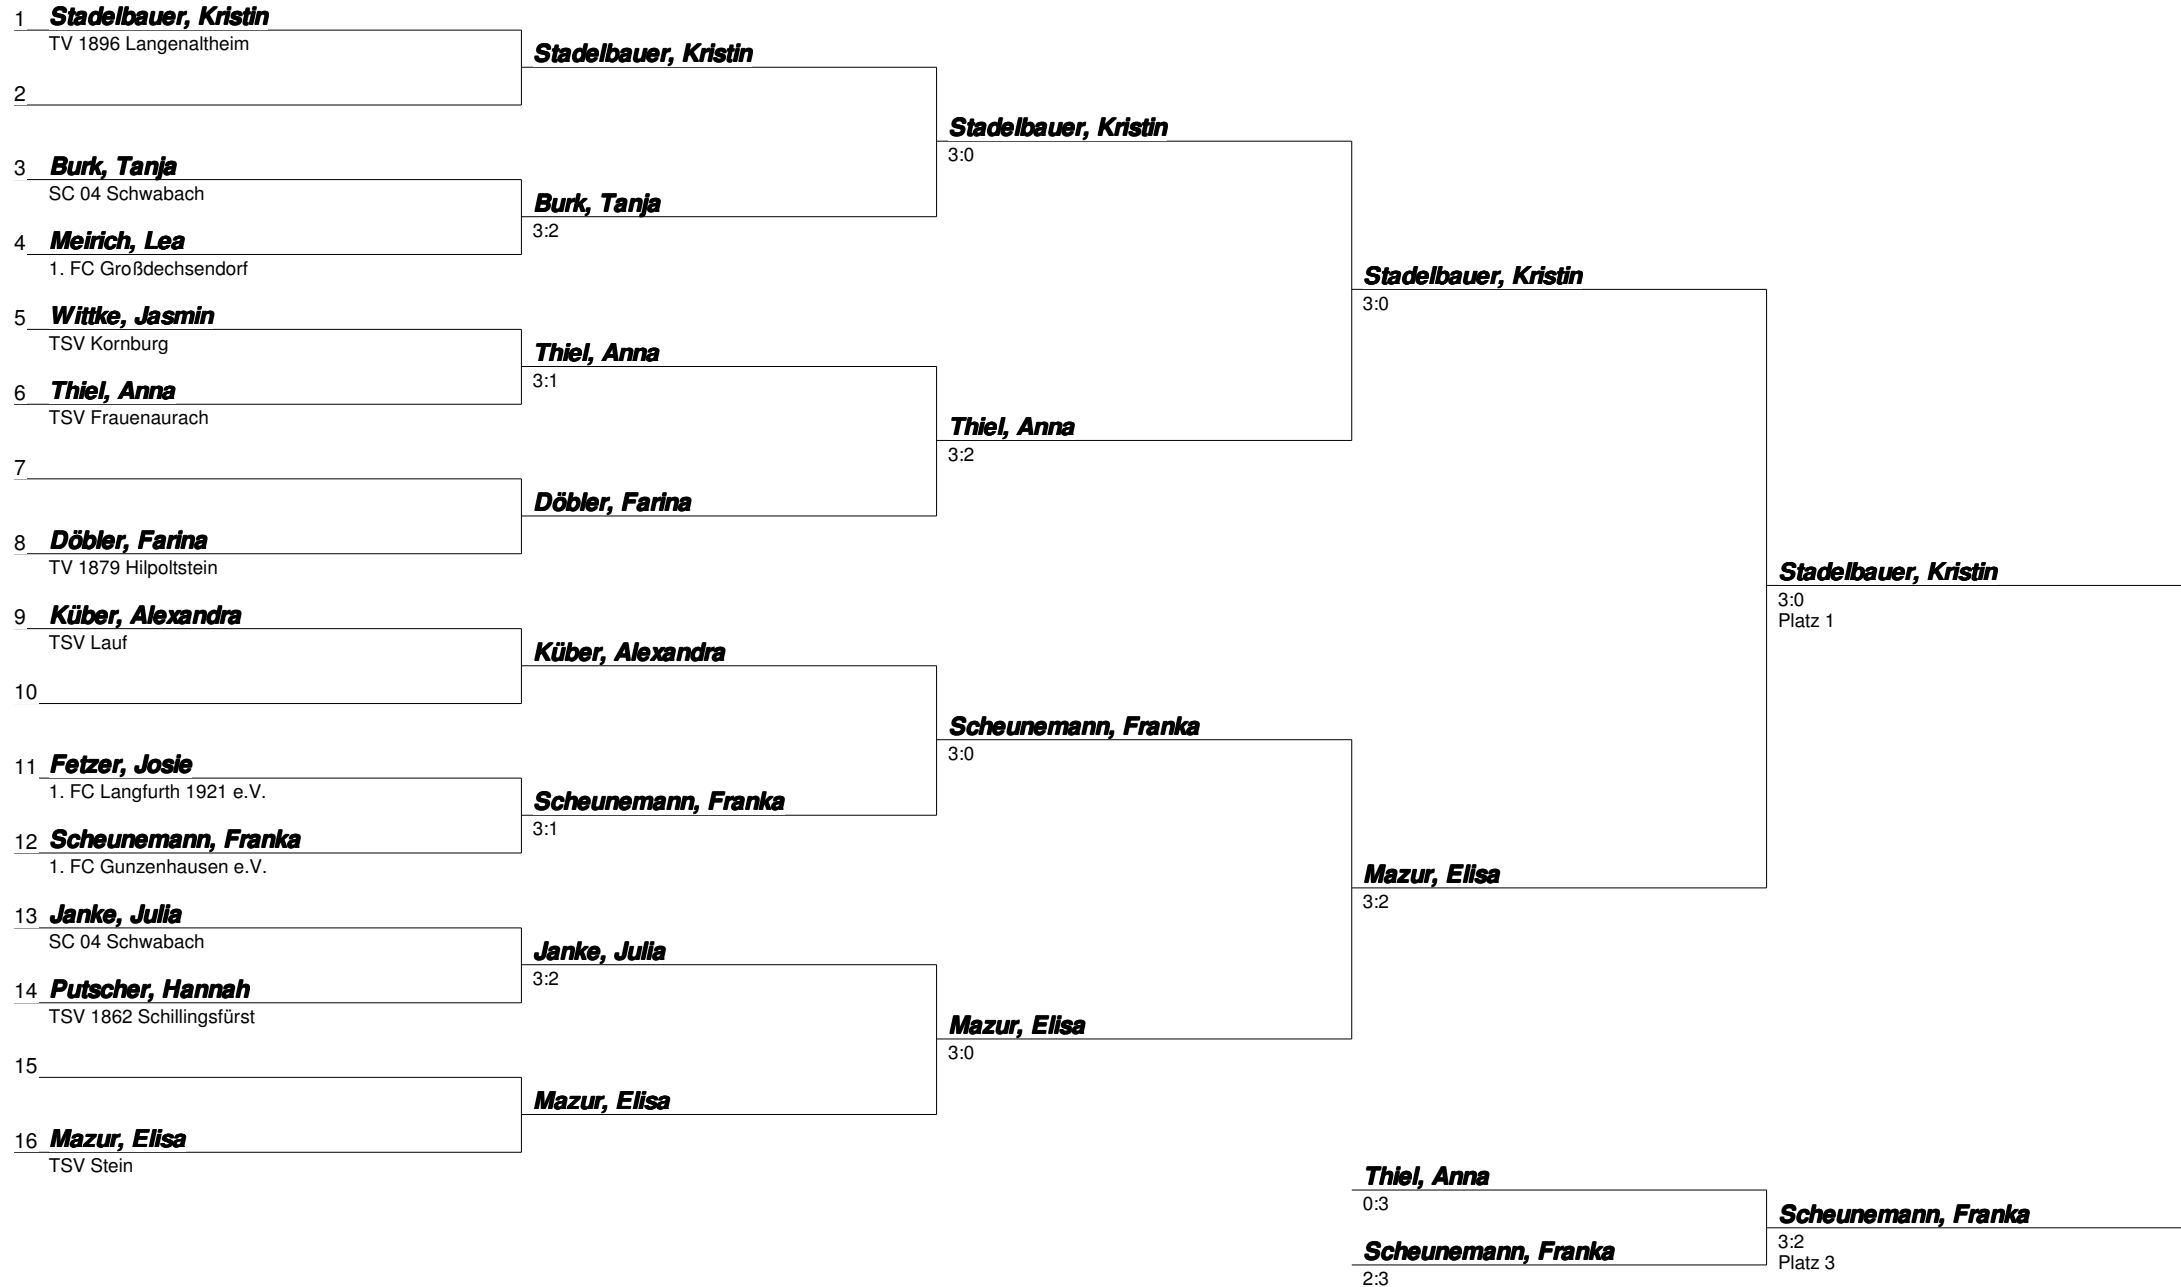 1 Stadelbauer, Kristin
TV 1896 Langenaltheim
2
3 Burk, Tanja
SC 04 Schwabach
4 Meirich, Lea
1. FC Großdechsendorf
5 Wittke, Jasmin
TSV Kornburg
6 Thiel, Anna
TSV Frauenaurach
7
8 Döbler, Farina
TV 1879 Hilpoltstein
9 Küber, Alexandra
TSV Lauf
10
11 Fetzer, Josie
1. FC Langfurth 1921 e.V.
12 Scheunemann, Franka
1. FC Gunzenhausen e.V.
13 Janke, Julia
SC 04 Schwabach
14 Putscher, Hannah
TSV 1862 Schillingsfürst
15
16 Mazur, Elisa
TSV Stein
Stadelbauer, Kristin
Burk, Tanja
3:2
Thiel, Anna
3:1
Döbler, Farina
Küber, Alexandra
Scheunemann, Franka
3:1
Janke, Julia
3:2
Mazur, Elisa
Stadelbauer, Kristin
3:0
Thiel, Anna
3:2
Scheunemann, Franka
3:0
Mazur, Elisa
3:0
Stadelbauer, Kristin
3:0
Mazur, Elisa
3:2
Stadelbauer, Kristin
3:0
Platz 1
Thiel, Anna
0:3
Scheunemann, Franka
2:3
Scheunemann, Franka
3:2
Platz 3